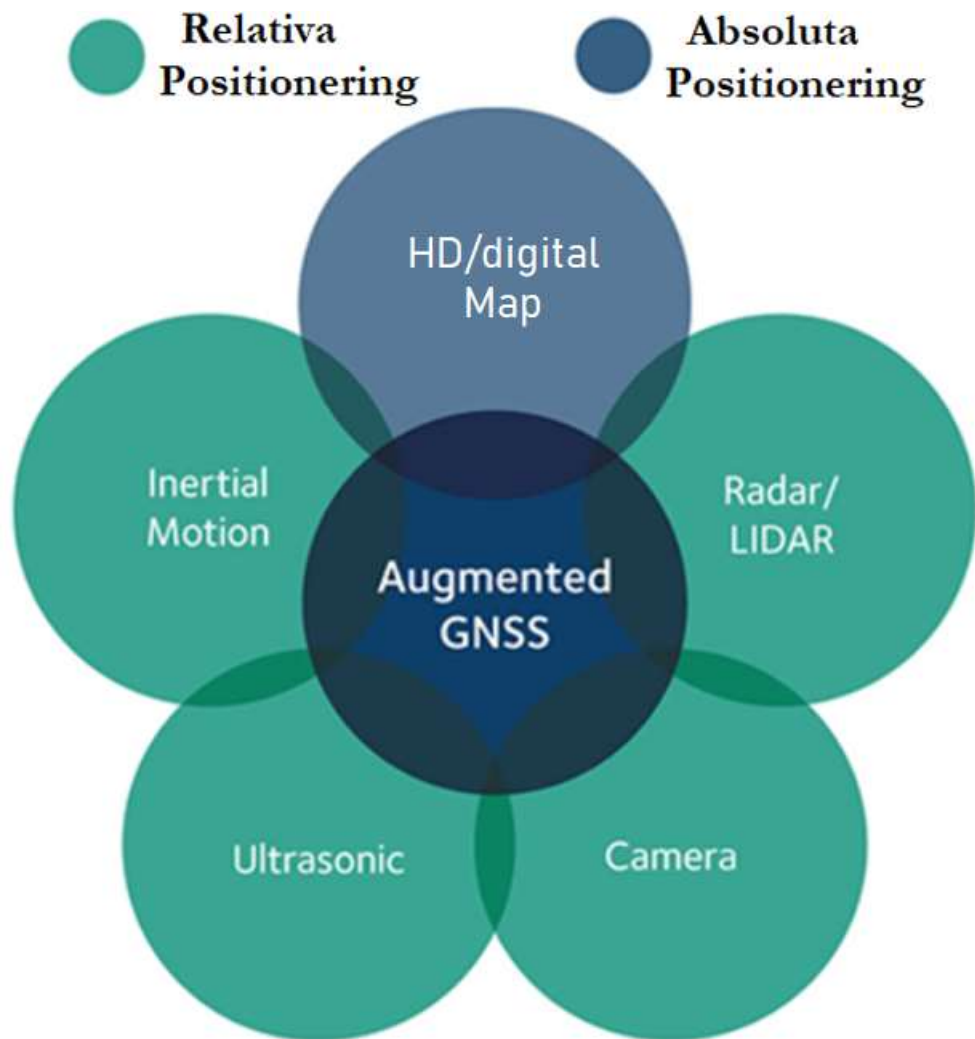 Relativa
Positionering
Absoluta
Positionering
HD/digital
Map
Inertial
Motion
Radar/
LIDAR
Augmented
GNSS
Ultrasonic
Camera